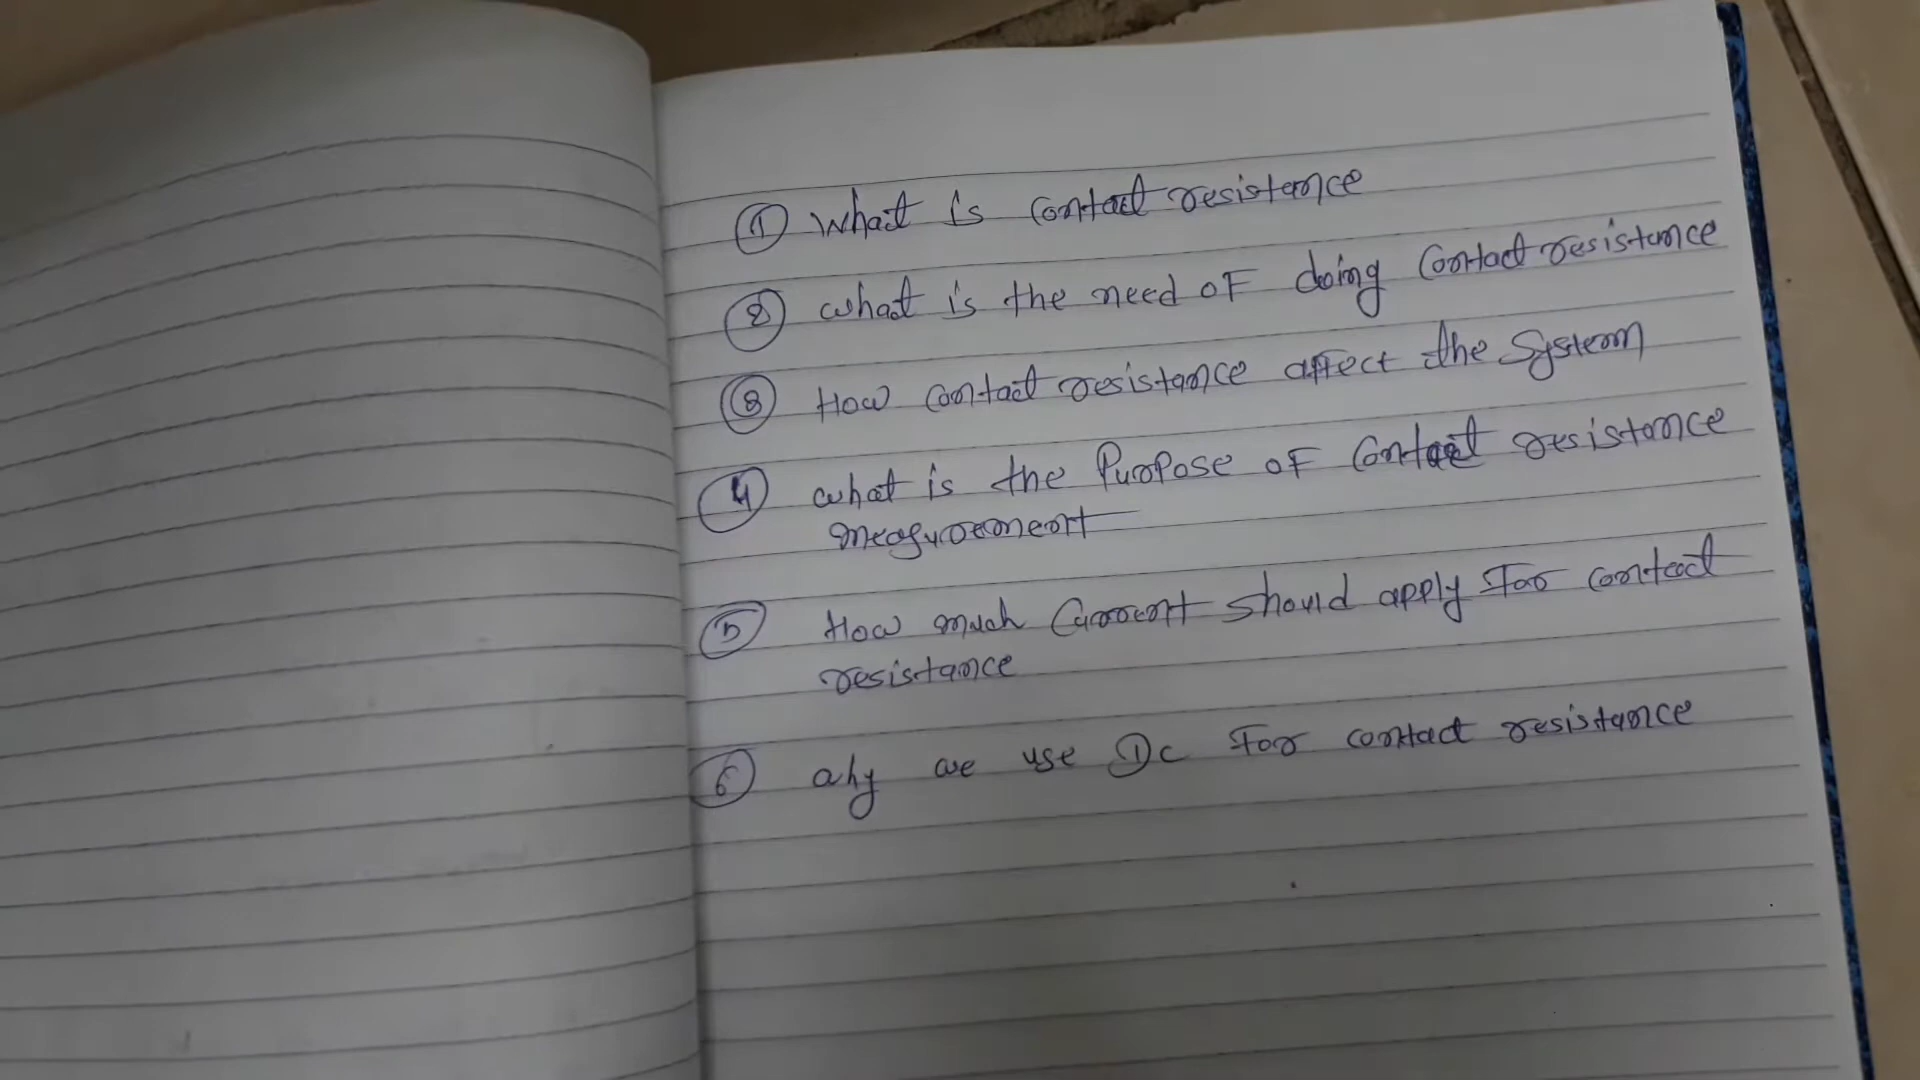 ① What is contact resistance
② what is the need of doing contact resistance
③ How contact resistance affect the system
④ what is the Purpose of contact resistance
measurement
⑤ How much Current should apply for contact
resistance
⑥ why we use Dc for contact resistance